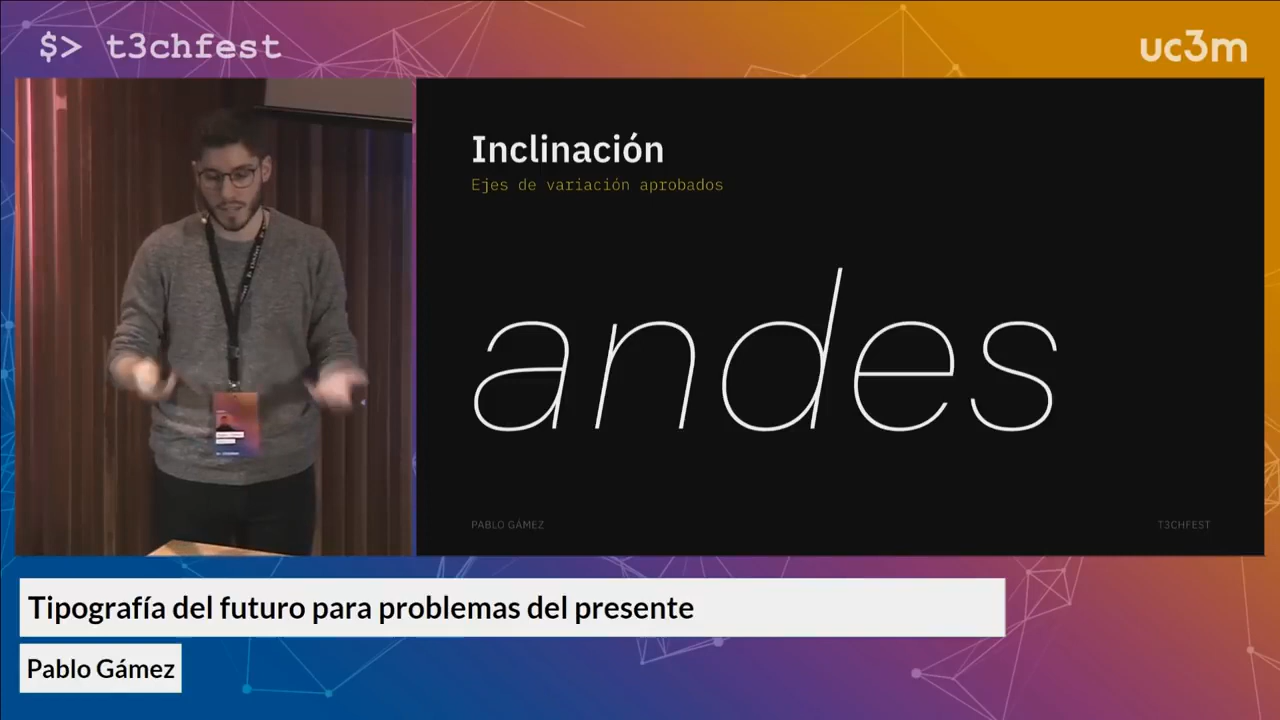 $> t3chfest
uc3m
Inclinación
Ejes de variación aprobados
andes
PABLO GÁMEZ
T3CHFEST
Tipografía del futuro para problemas del presente
Pablo Gámez